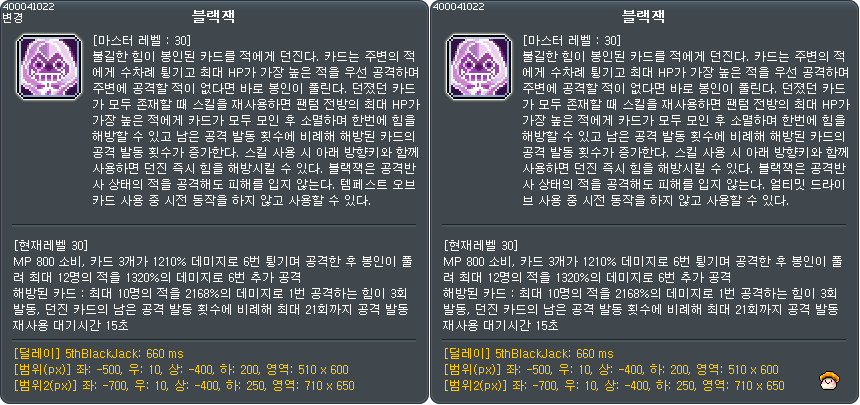 400041022
변경
블랙잭
[마스터 레벨 : 30]
불길한 힘이 봉인된 카드를 적에게 던진다. 카드는 주변의 적
에게 수차례 튕기고 최대 HP가 가장 높은 적을 우선 공격하며
주변에 공격할 적이 없다면 바로 봉인이 풀린다. 던졌던 카드
가 모두 존재할 때 스킬을 재사용하면 팬텀 전방의 최대 HP가
가장 높은 적에게 카드가 모두 모인 후 소멸하며 한번에 힘을
해방할 수 있고 남은 공격 발동 횟수에 비례해 해방된 카드의
공격 발동 횟수가 증가한다. 스킬 사용 시 아래 방향키와 함께
사용하면 던진 즉시 힘을 해방시킬 수 있다. 블랙잭은 공격반
사 상태의 적을 공격해도 피해를 입지 않는다. 템페스트 오브
카드 사용 중 시전 동작을 하지 않고 사용할 수 있다.
[현재레벨 30]
MP 800 소비, 카드 3개가 1210% 데미지로 6번 튕기며 공격한 후 봉인이 풀
려 최대 12명의 적을 1320%의 데미지로 6번 추가 공격
해방된 카드 : 최대 10명의 적을 2168%의 데미지로 1번 공격하는 힘이 3회
발동, 던진 카드의 남은 공격 발동 횟수에 비례해 최대 21회까지 공격 발동
재사용 대기시간 15초
[딜레이] 5thBlackJack: 660 ms
[범위(px)] 좌: -500, 우: 10, 상: -400, 하: 200, 영역: 510 x 600
[범위2(px)] 좌: -700, 우: 10, 상: -400, 하: 250, 영역: 710 x 650
400041022
블랙잭
[마스터 레벨 : 30]
불길한 힘이 봉인된 카드를 적에게 던진다. 카드는 주변의 적
에게 수차례 튕기고 최대 HP가 가장 높은 적을 우선 공격하며
주변에 공격할 적이 없다면 바로 봉인이 풀린다. 던졌던 카드
가 모두 존재할 때 스킬을 재사용하면 팬텀 전방의 최대 HP가
가장 높은 적에게 카드가 모두 모인 후 소멸하며 한번에 힘을
해방할 수 있고 남은 공격 발동 횟수에 비례해 해방된 카드의
공격 발동 횟수가 증가한다. 스킬 사용 시 아래 방향키와 함께
사용하면 던진 즉시 힘을 해방시킬 수 있다. 블랙잭은 공격반
사 상태의 적을 공격해도 피해를 입지 않는다. 얼티밋 드라이
브 사용 중 시전 동작을 하지 않고 사용할 수 있다.
[현재레벨 30]
MP 800 소비, 카드 3개가 1210% 데미지로 6번 튕기며 공격한 후 봉인이 풀
려 최대 12명의 적을 1320%의 데미지로 6번 추가 공격
해방된 카드 : 최대 10명의 적을 2168%의 데미지로 1번 공격하는 힘이 3회
발동, 던진 카드의 남은 공격 발동 횟수에 비례해 최대 21회까지 공격 발동
재사용 대기시간 15초
[딜레이] 5thBlackJack: 660 ms
[범위(px)] 좌: -500, 우: 10, 상: -400, 하: 200, 영역: 510 x 600
[범위2(px)] 좌: -700, 우: 10, 상: -400, 하: 250, 영역: 710 x 650